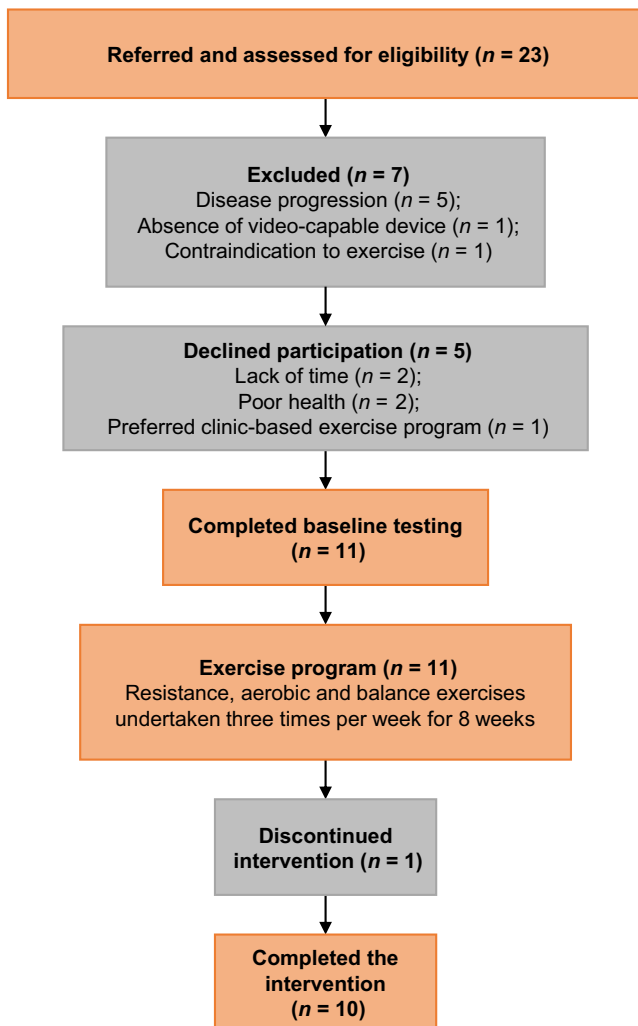 Referred and assessed for eligibility (n = 23)
Excluded (n = 7)
Disease progression (n = 5);
Absence of video-capable device (n = 1);
Contraindication to exercise (n = 1)
Declined participation (n = 5)
Lack of time (n = 2);
Poor health (n = 2);
Preferred clinic-based exercise program (n = 1)
Completed baseline testing
(n = 11)
Exercise program (n = 11)
Resistance, aerobic and balance exercises
undertaken three times per week for 8 weeks
Discontinued
intervention (n = 1)
Completed the
intervention
(n = 10)